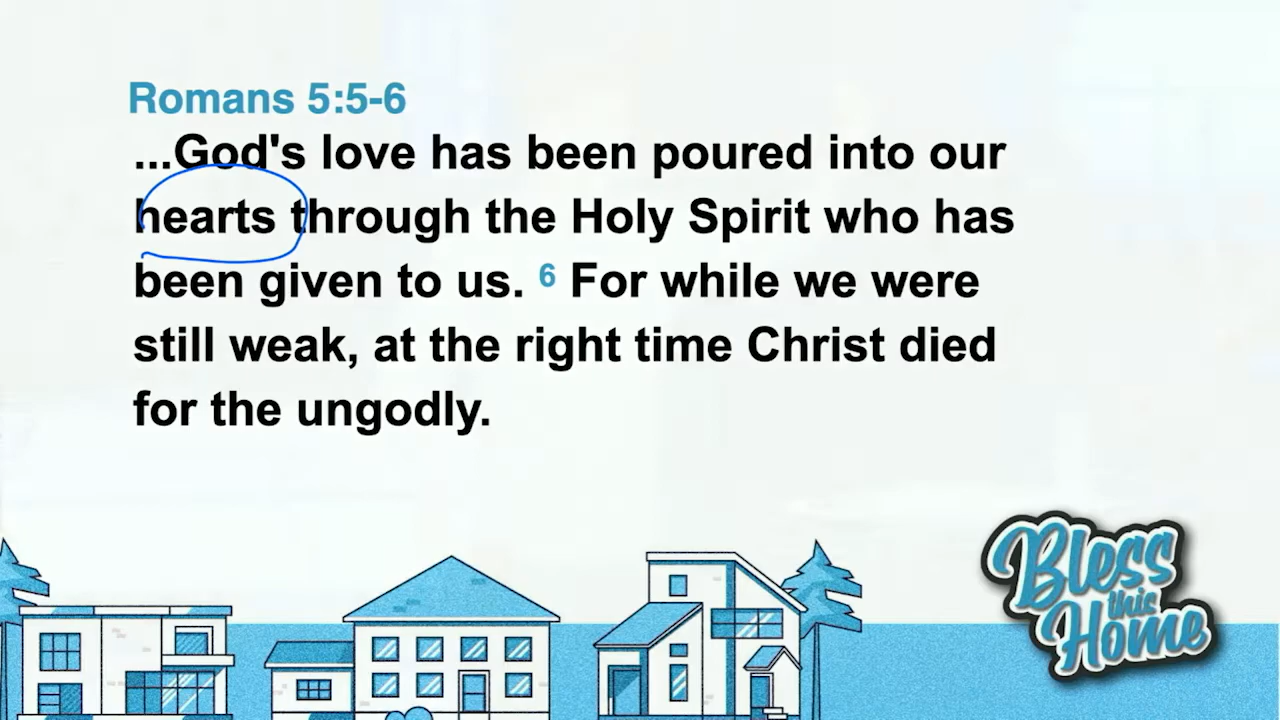 Romans 5:5-6
...God's love has been poured into our
hearts through the Holy Spirit who has
been given to us. 6 For while we were
still weak, at the right time Christ died
for the ungodly.
Bless
this
Home